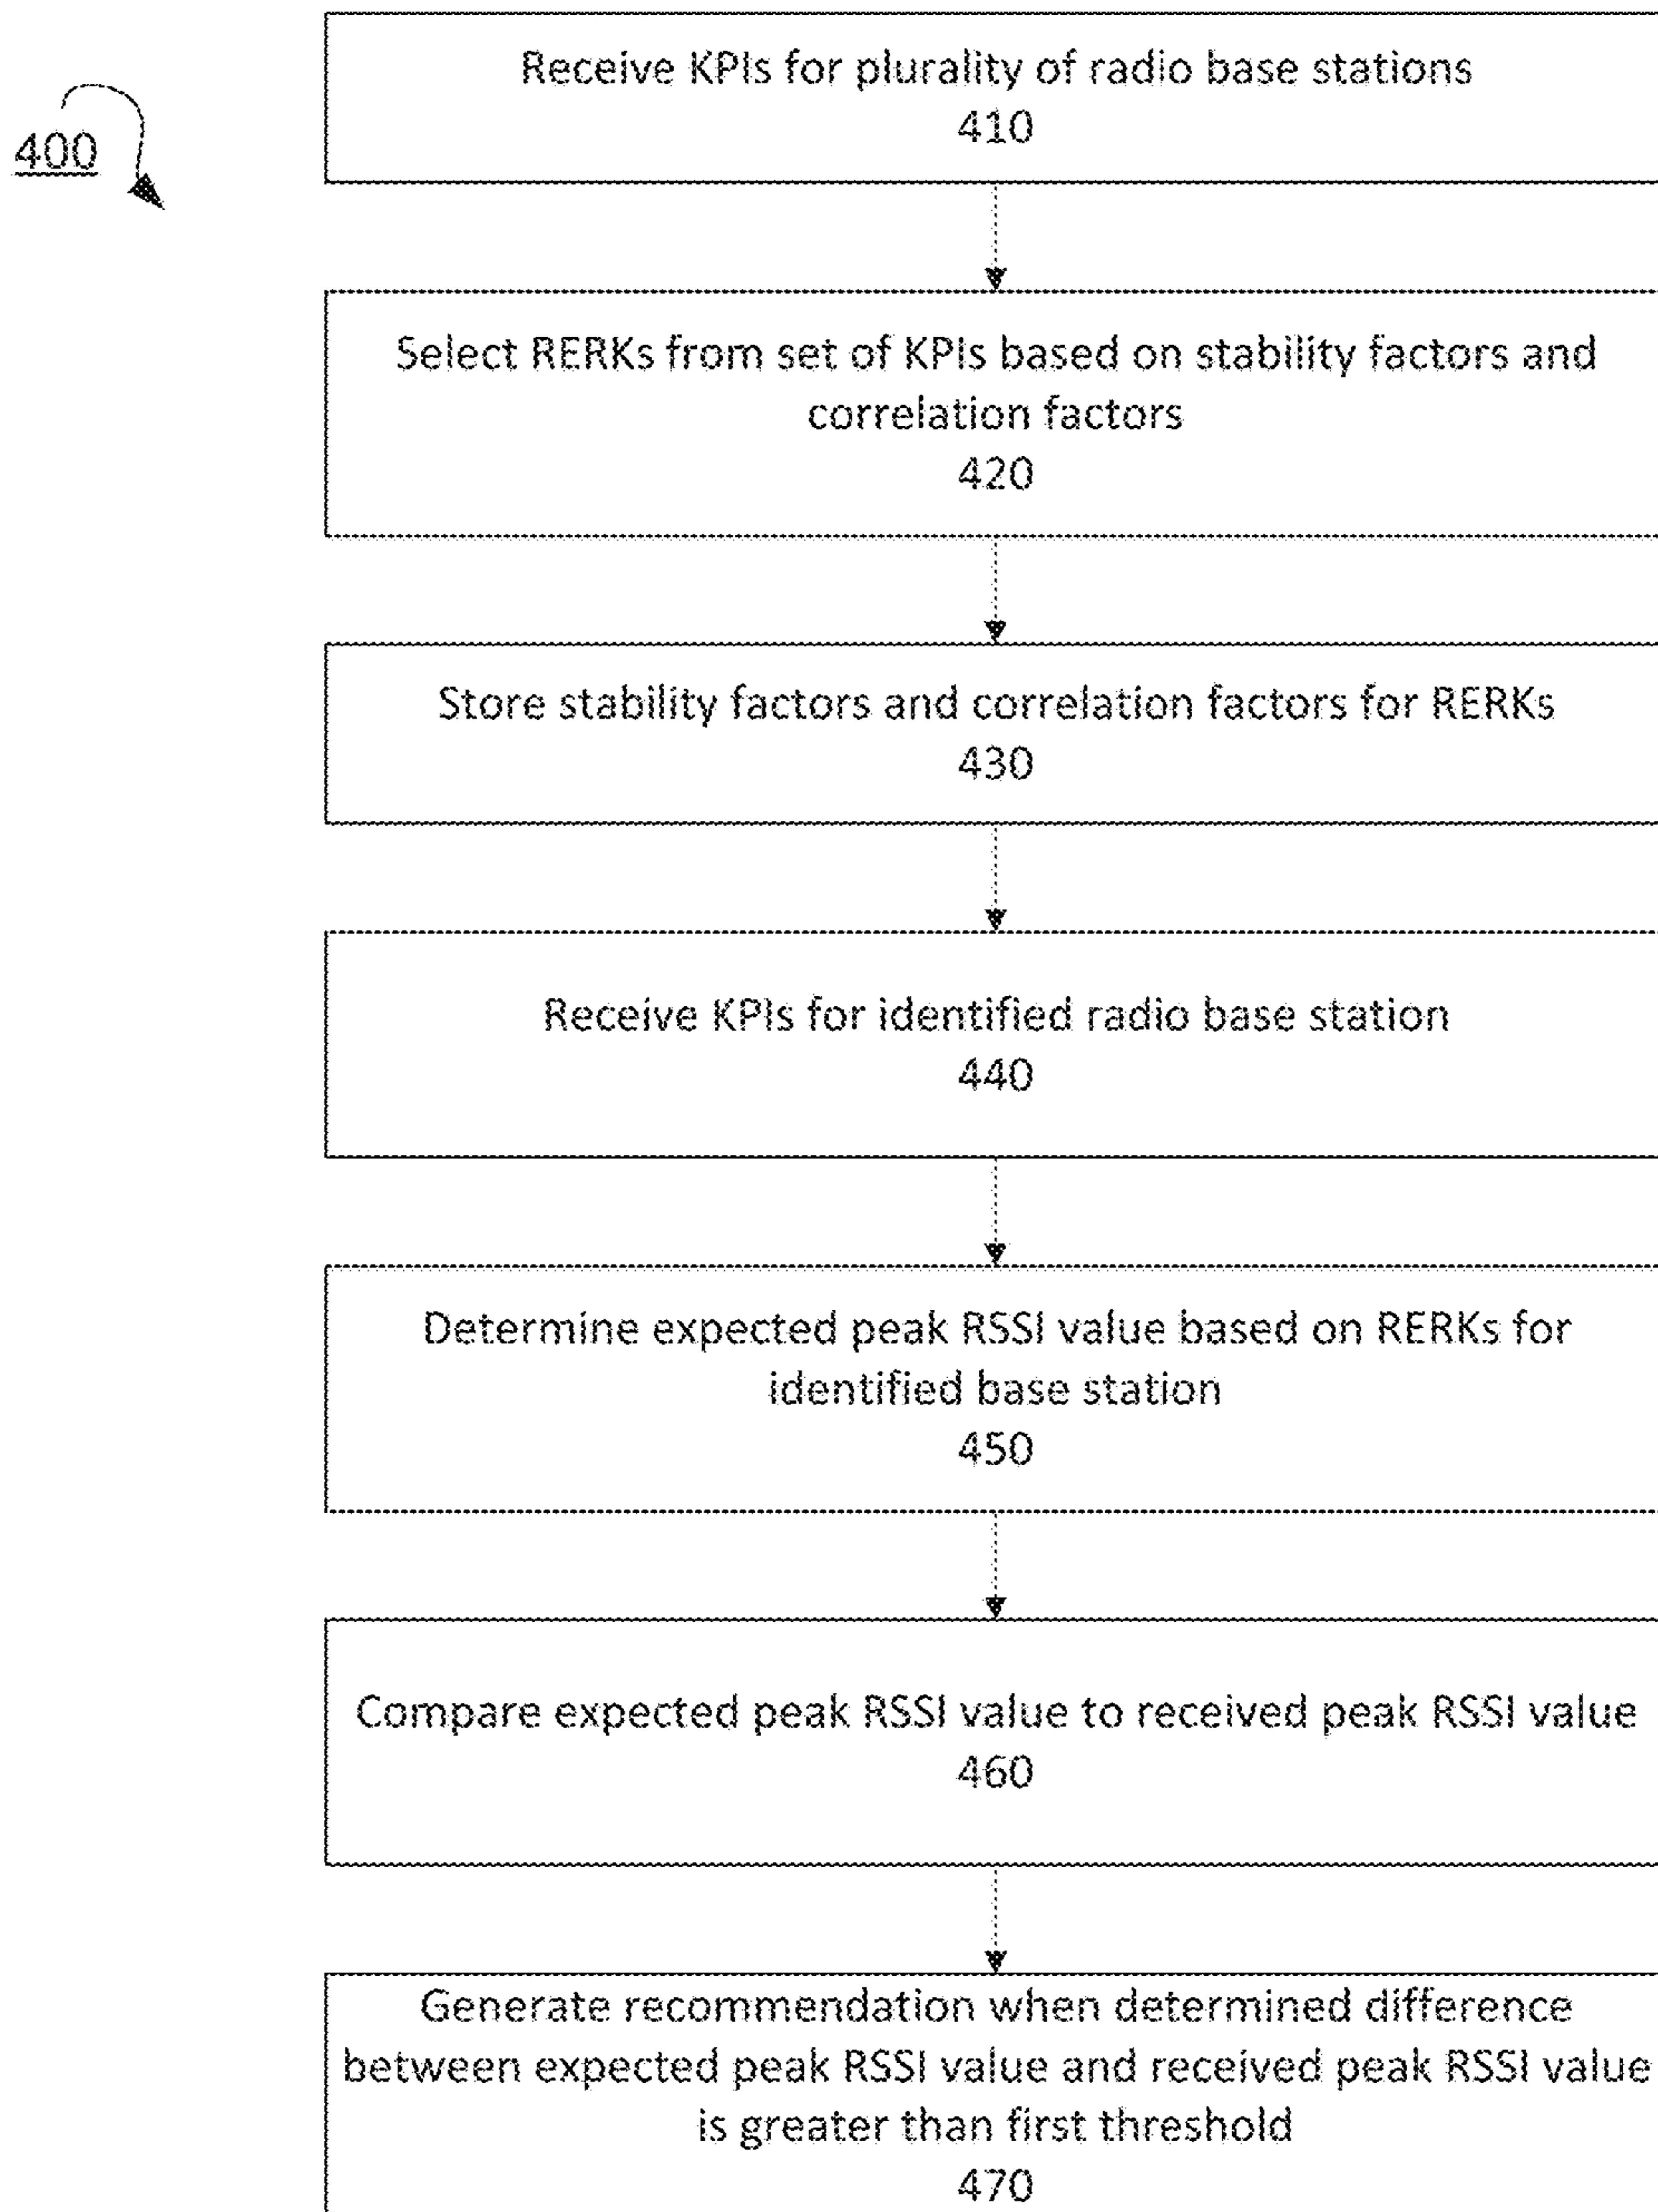 400
Receive KPIs for plurality of radio base stations
410
Select RERKs from set of KPIs based on stability factors and
correlation factors
420
Store stability factors and correlation factors for RERKs
430
Receive KPIs for identified radio base station
440
Determine expected peak RSSI value based on RERKs for
identified base station
450
Compare expected peak RSSI value to received peak RSSI value
460
Generate recommendation when determined difference
between expected peak RSSI value and received peak RSSI value
is greater than first threshold
470